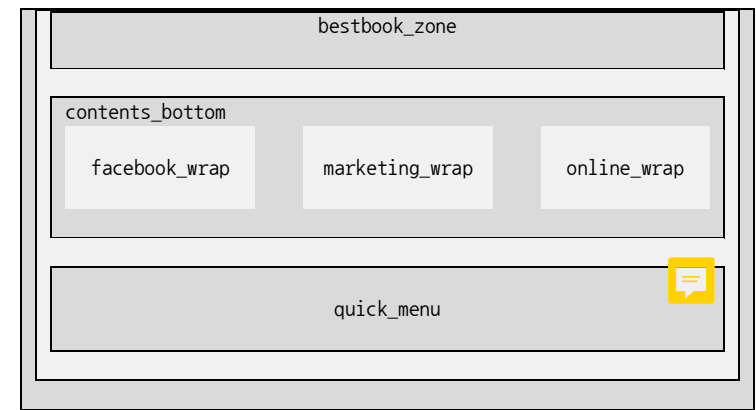 bestbook_zone
contents_bottom
facebook_wrap marketing_wrap online_wrap
quick_menu